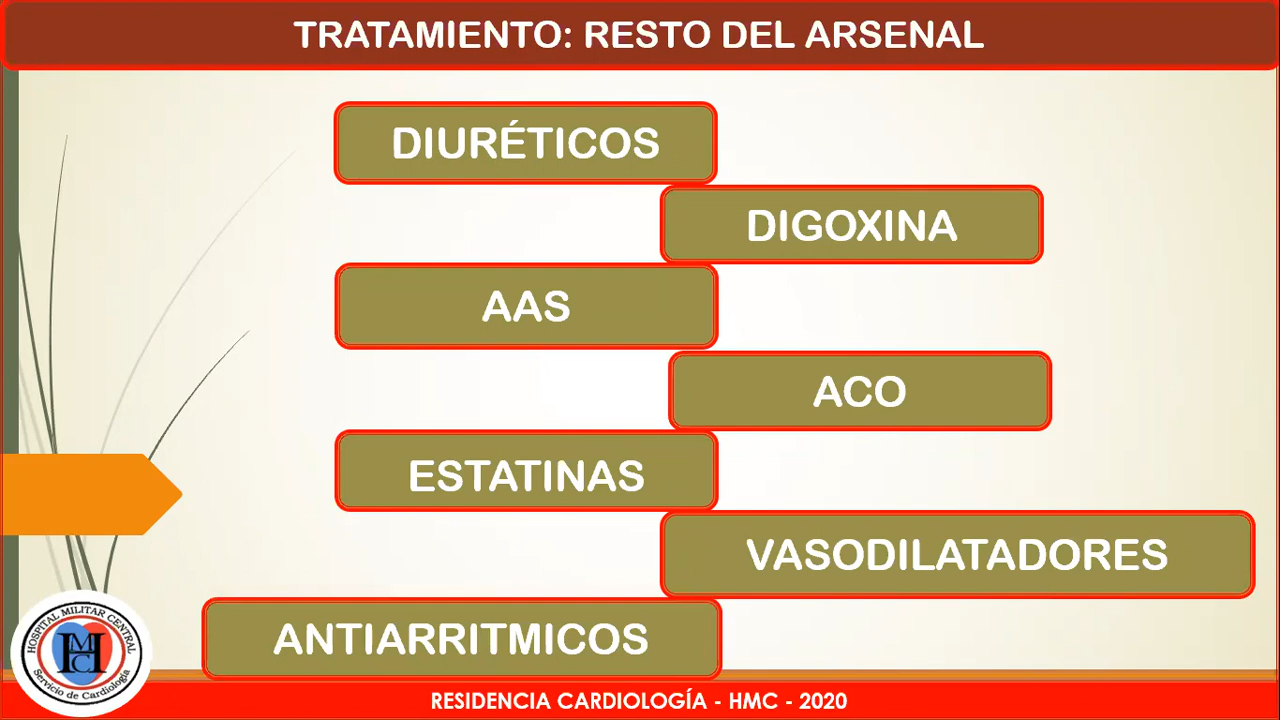 TRATAMIENTO: RESTO DEL ARSENAL
DIURÉTICOS
DIGOXINA
AAS
ACO
ESTATINAS
VASODILATADORES
ANTIARRITMICOS
HOSPITAL MILITAR CENTRAL
HMC
Servicio de Cardiología
RESIDENCIA CARDIOLOGÍA - HMC - 2020